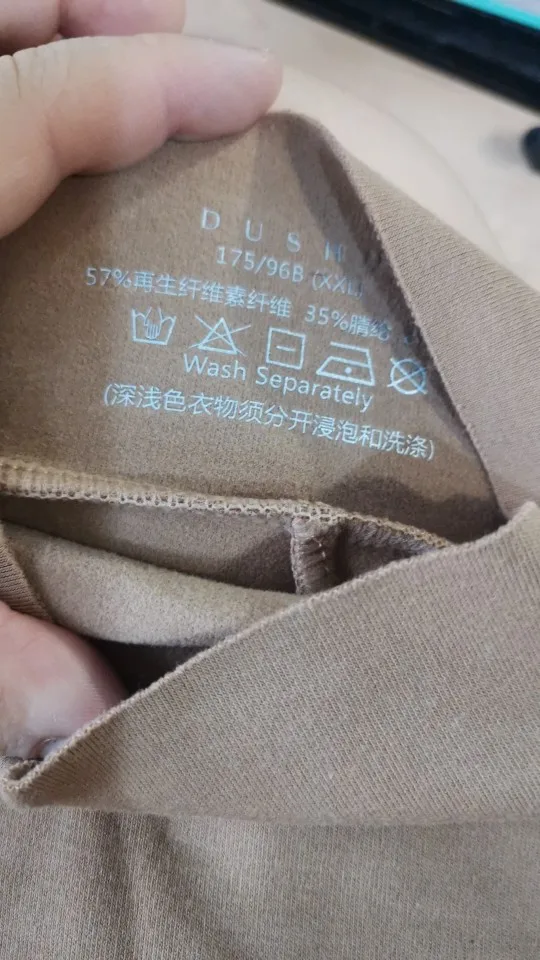 D U S H
175/96B (XXL)
57%再生纤维素纤维 35%腈纶
Wash Separately
(深浅色衣物须分开浸泡和洗涤)